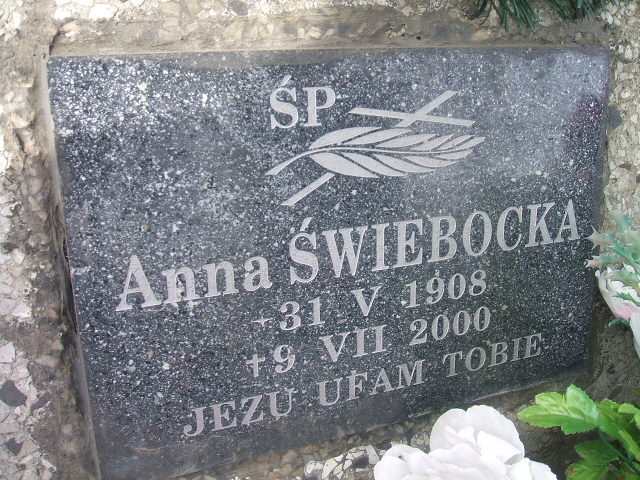 ŚP
Anna ŚWIEBOCKA
~31 V 1908
†9 VII 2000
JEZU UFAM TOBIE